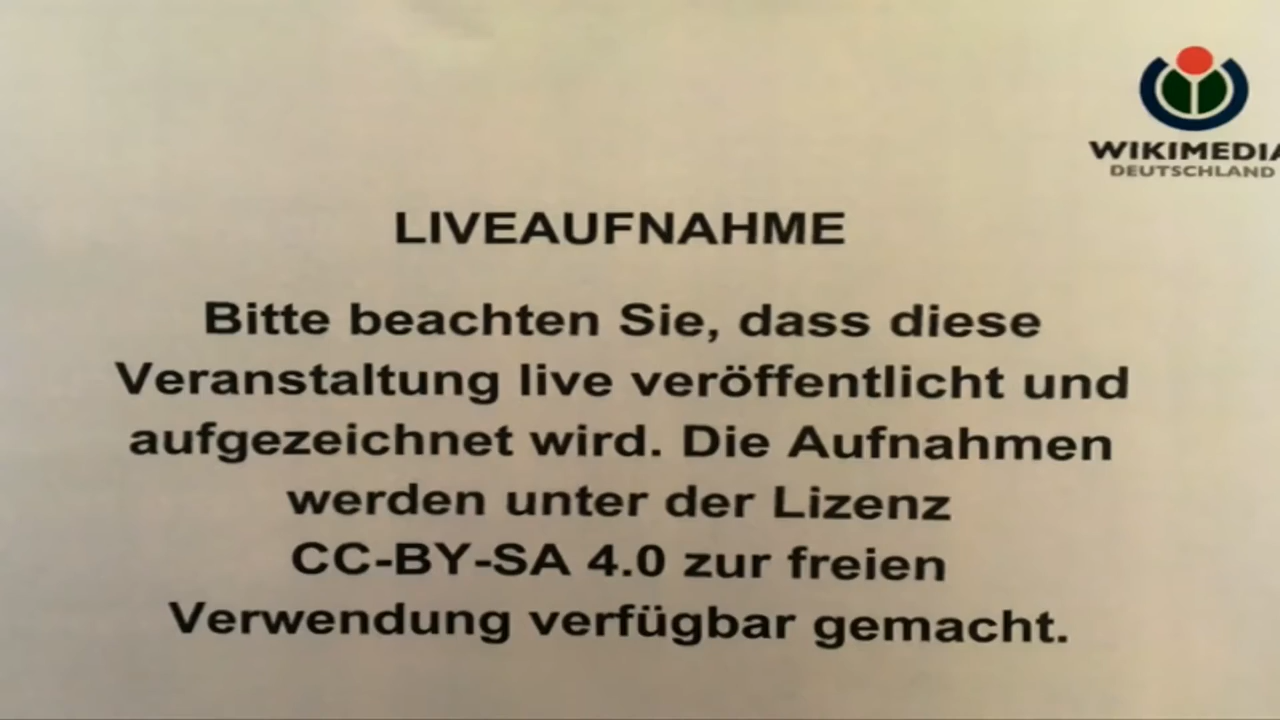 WIKIMEDIA
DEUTSCHLAND
LIVEAUFNAHME
Bitte beachten Sie, dass diese
Veranstaltung live veröffentlicht und
aufgezeichnet wird. Die Aufnahmen
werden unter der Lizenz
CC-BY-SA 4.0 zur freien
Verwendung verfügbar gemacht.